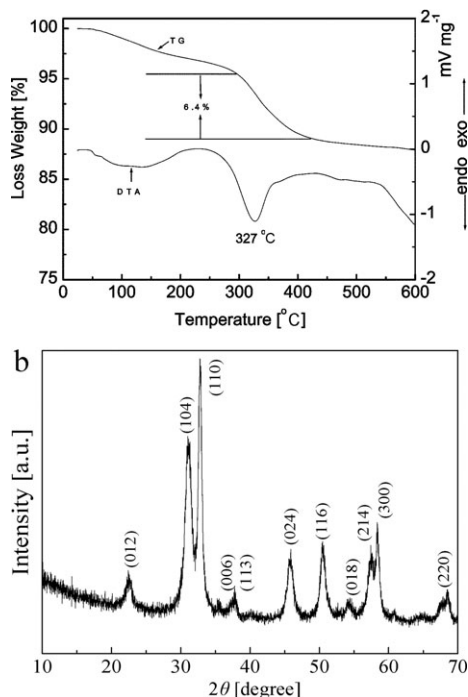 100
95
90
85
80
75
Loss Weight [%]
TG
6.4%
DTA
327 °C
2
1
0
-1
-2
mV mg⁻¹
endo exo
0 100 200 300 400 500 600
Temperature [°C]
b
Intensity [a.u.]
(012)
(104)
(110)
(006)
(113)
(024)
(116)
(018)
(214)
(300)
(220)
10 20 30 40 50 60 70
2θ [degree]